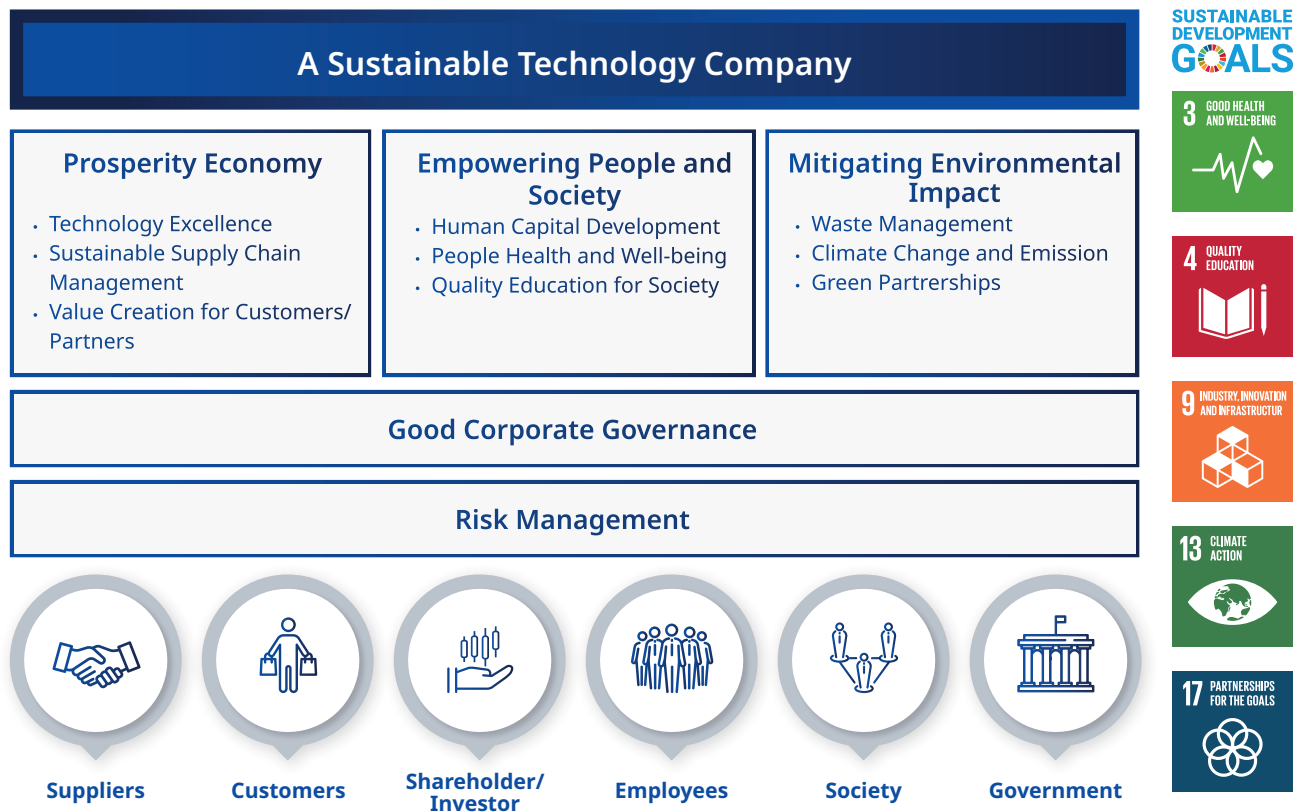 A Sustainable Technology Company
Prosperity Economy
• Technology Excellence
• Sustainable Supply Chain
Management
• Value Creation for Customers/
Partners
Empowering People and
Society
• Human Capital Development
• People Health and Well-being
• Quality Education for Society
Mitigating Environmental
Impact
• Waste Management
• Climate Change and Emission
• Green Partrerships
Good Corporate Governance
Risk Management
Suppliers
Customers
Shareholder/
Investor
Employees
Society
Government
SUSTAINABLE
DEVELOPMENT
GOALS
3 GOOD HEALTH
AND WELL-BEING
4 QUALITY
EDUCATION
9 INDUSTRY, INNOVATION
AND INFRASTRUCTUR
13 CLIMATE
ACTION
17 PARTNERSHIPS
FOR THE GOALS